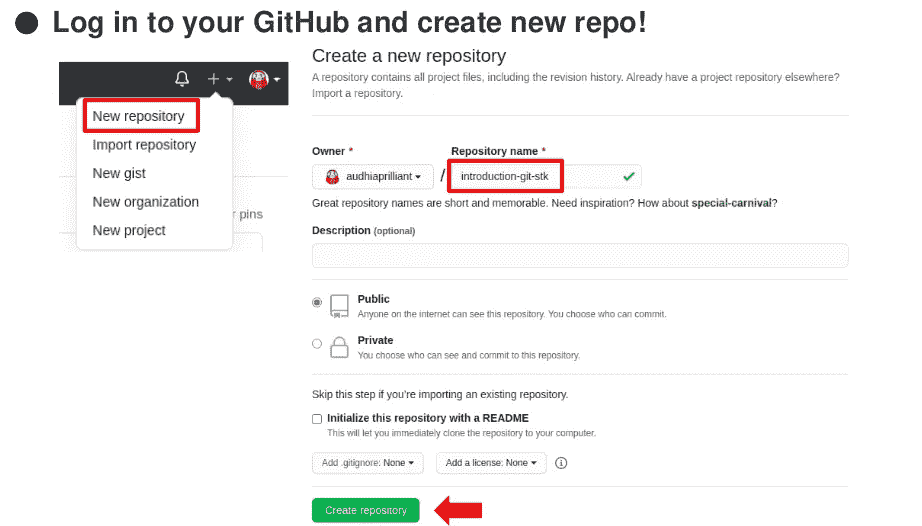 Log in to your GitHub and create new repo!
New repository
Import repository
New gist
New organization
New project
r pins
Create a new repository
A repository contains all project files, including the revision history. Already have a project repository elsewhere?
Import a repository.
Owner *
Repository name *
audhiaprilliant
/
introduction-git-stk
Great repository names are short and memorable. Need inspiration? How about special-carnival?
Description (optional)
Public
Anyone on the internet can see this repository. You choose who can commit.
Private
You choose who can see and commit to this repository.
Skip this step if you're importing an existing repository.
Initialize this repository with a README
This will let you immediately clone the repository to your computer.
Add .gitignore: None
Add a license: None
Create repository